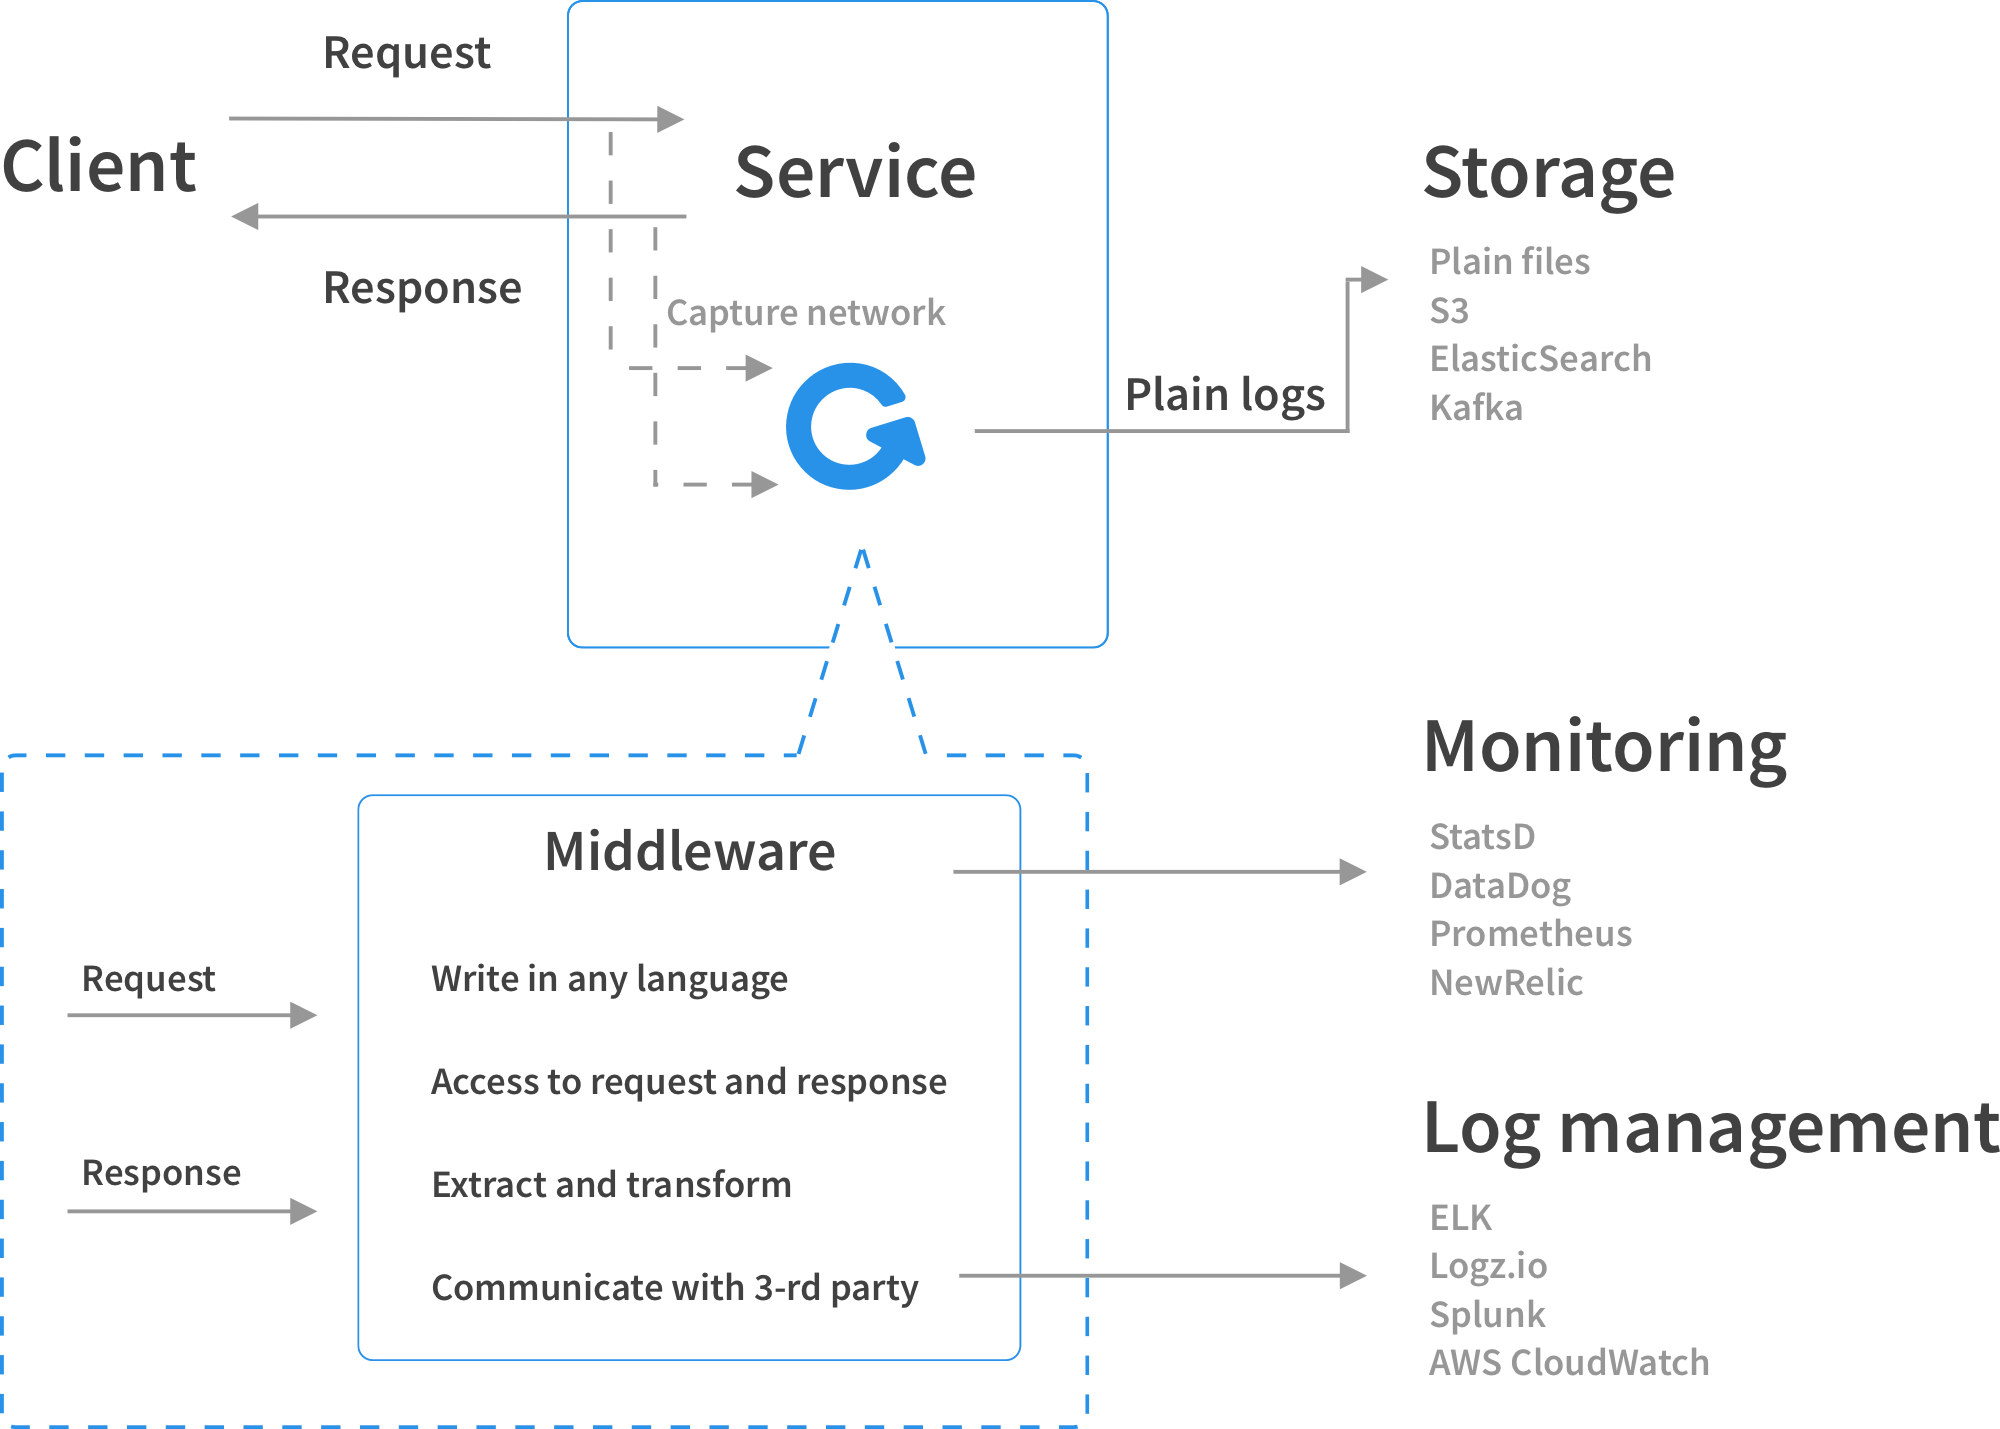 Request
Client
Service
Response
Capture network
Plain logs
Storage
Plain files
S3
ElasticSearch
Kafka
Middleware
Request
Response
Write in any language
Access to request and response
Extract and transform
Communicate with 3-rd party
Monitoring
StatsD
DataDog
Prometheus
NewRelic
Log management
ELK
Logz.io
Splunk
AWS CloudWatch